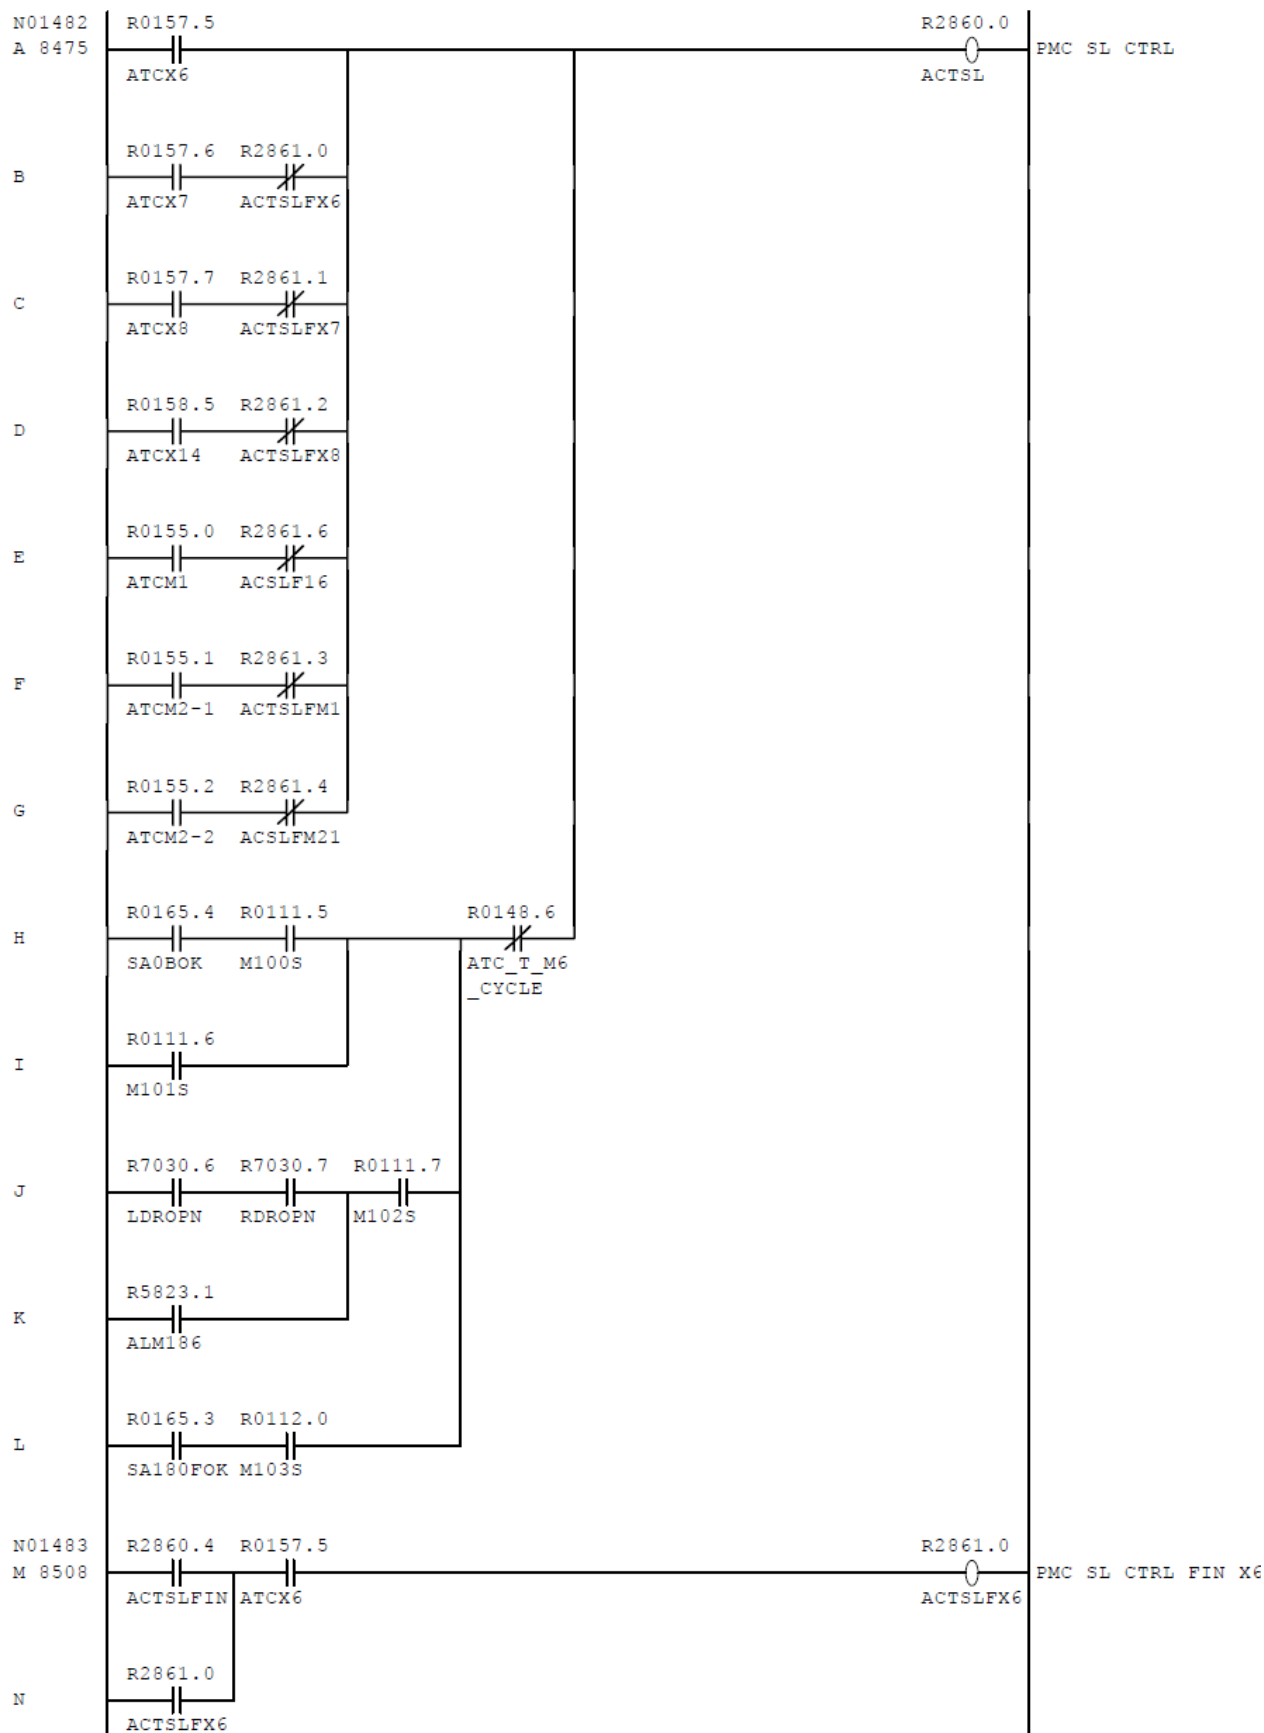 N01482 R0157.5 R2860.0
A 8475 PMC SL CTRL
ATCX6 ACTSL
R0157.6 R2861.0
B
ATCX7 ACTSLFX6
R0157.7 R2861.1
C
ATCX8 ACTSLFX7
R0158.5 R2861.2
D
ATCX14 ACTSLFX8
R0155.0 R2861.6
E
ATCM1 ACSLF16
R0155.1 R2861.3
F
ATCM2-1 ACTSLFM1
R0155.2 R2861.4
G
ATCM2-2 ACSLFM21
R0165.4 R0111.5 R0148.6
H
SA0BOK M100S ATC_T_M6
_CYCLE
R0111.6
I
M101S
R7030.6 R7030.7 R0111.7
J
LDROPN RDROPN M102S
R5823.1
K
ALM186
R0165.3 R0112.0
L
SA180FOK M103S
N01483 R2860.4 R0157.5 R2861.0
M 8508 PMC SL CTRL FIN X6
ACTSLFIN ATCX6 ACTSLFX6
R2861.0
N
ACTSLFX6